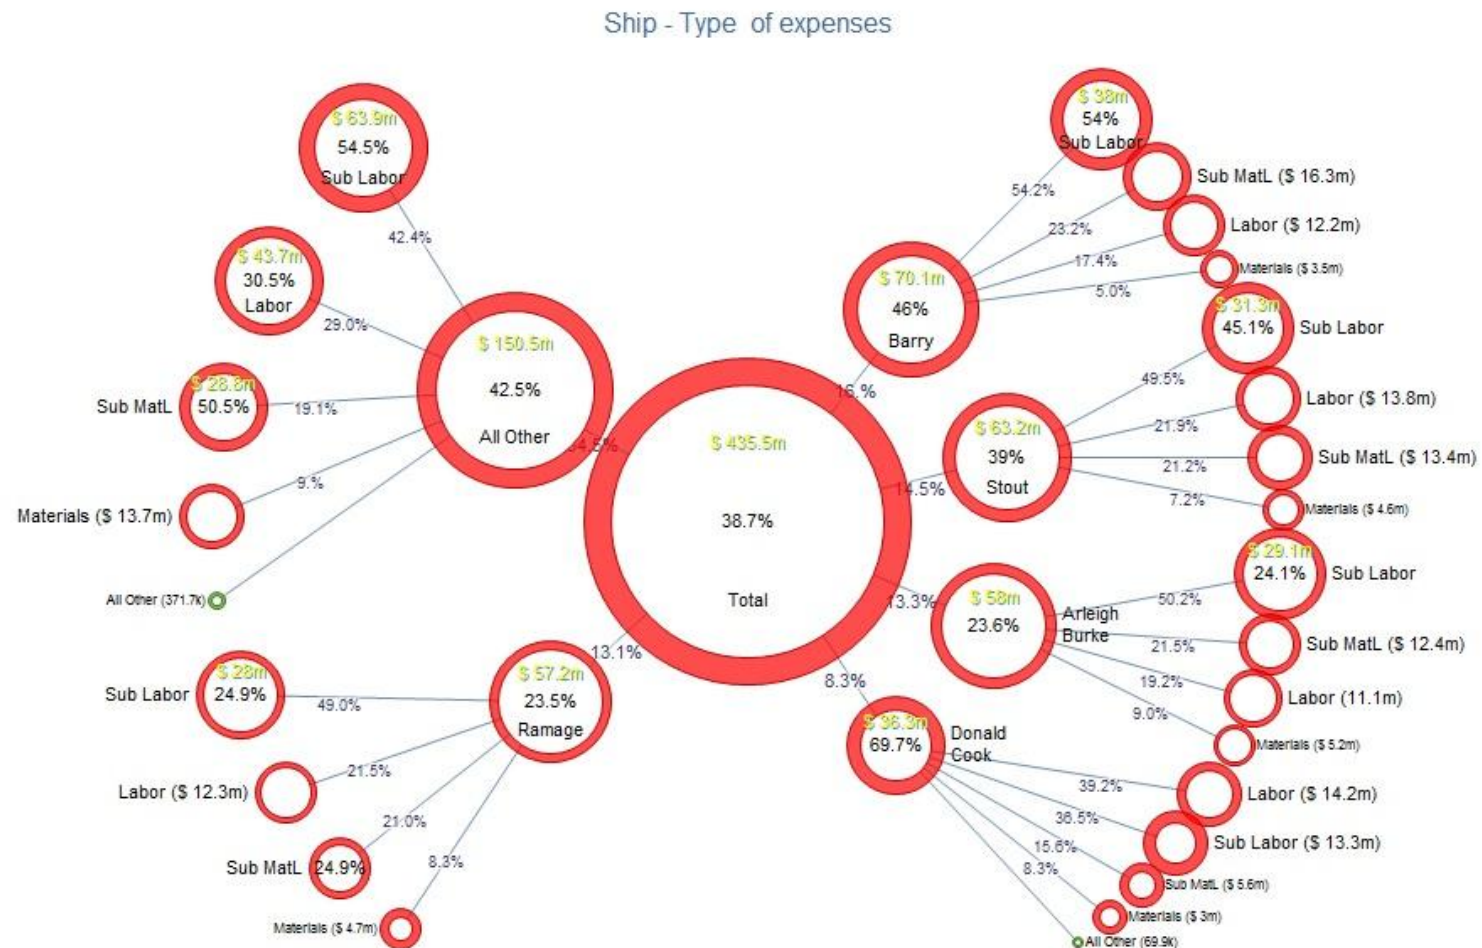 Ship - Type of expenses
$ 63.9m
54.5%
Sub Labor
42.4%
$ 43.7m
30.5%
Labor
29.0%
$ 28.8m
Sub MatL 50.5%
19.1%
Materials ($ 13.7m)
9.%
All Other (371.7k)
$ 150.5m
42.5%
All Other
34.5%
$ 435.5m
38.7%
Total
13.1%
$ 57.2m
23.5%
Ramage
$ 28m
Sub Labor 24.9%
49.0%
Labor ($ 12.3m)
21.5%
Sub MatL 24.9%
21.0%
Materials ($ 4.7m)
8.3%
16.%
$ 70.1m
46%
Barry
54.2%
$ 38m
54%
Sub Labor
23.2%
Sub MatL ($ 16.3m)
17.4%
Labor ($ 12.2m)
5.0%
Materials ($ 3.5m)
14.5%
$ 63.2m
39%
Stout
49.5%
$ 31.3m
45.1% Sub Labor
21.9%
Labor ($ 13.8m)
21.2%
Sub MatL ($ 13.4m)
7.2%
Materials ($ 4.6m)
13.3%
$ 58m
23.6%
Arleigh
Burke
50.2%
$ 29.1m
24.1% Sub Labor
21.5%
Sub MatL ($ 12.4m)
19.2%
Labor (11.1m)
9.0%
Materials ($ 5.2m)
8.3%
$ 36.3m
69.7%
Donald
Cook
39.2%
Labor ($ 14.2m)
36.5%
Sub Labor ($ 13.3m)
15.6%
Sub MatL ($ 5.6m)
8.3%
Materials ($ 3m)
All Other (69.9k)